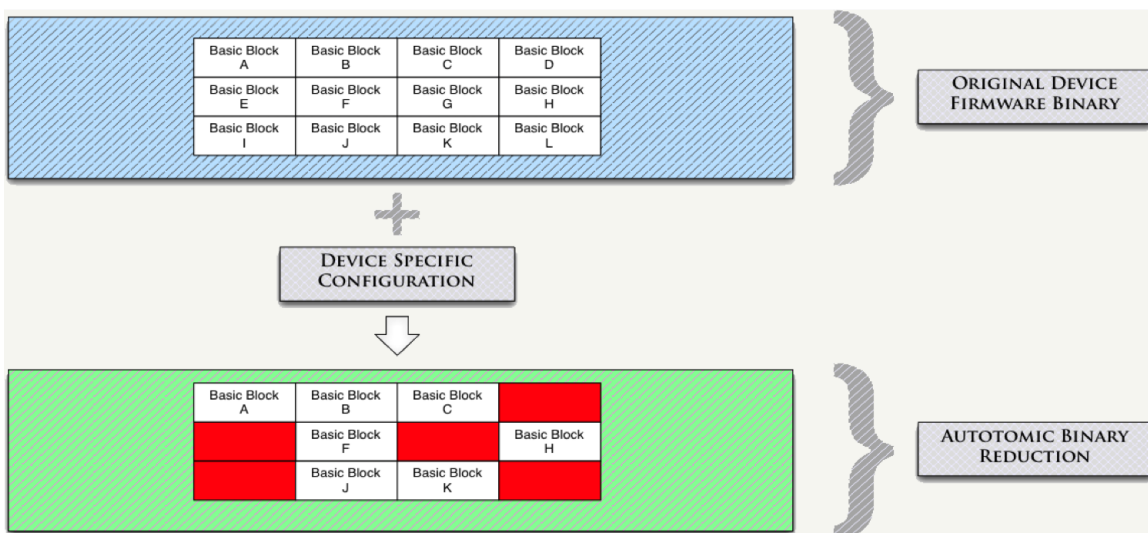 Basic Block
A
Basic Block
B
Basic Block
C
Basic Block
D
Basic Block
E
Basic Block
F
Basic Block
G
Basic Block
H
Basic Block
I
Basic Block
J
Basic Block
K
Basic Block
L
ORIGINAL DEVICE
FIRMWARE BINARY
DEVICE SPECIFIC
CONFIGURATION
Basic Block
A
Basic Block
B
Basic Block
C
Basic Block
F
Basic Block
H
Basic Block
J
Basic Block
K
AUTOTOMIC BINARY
REDUCTION